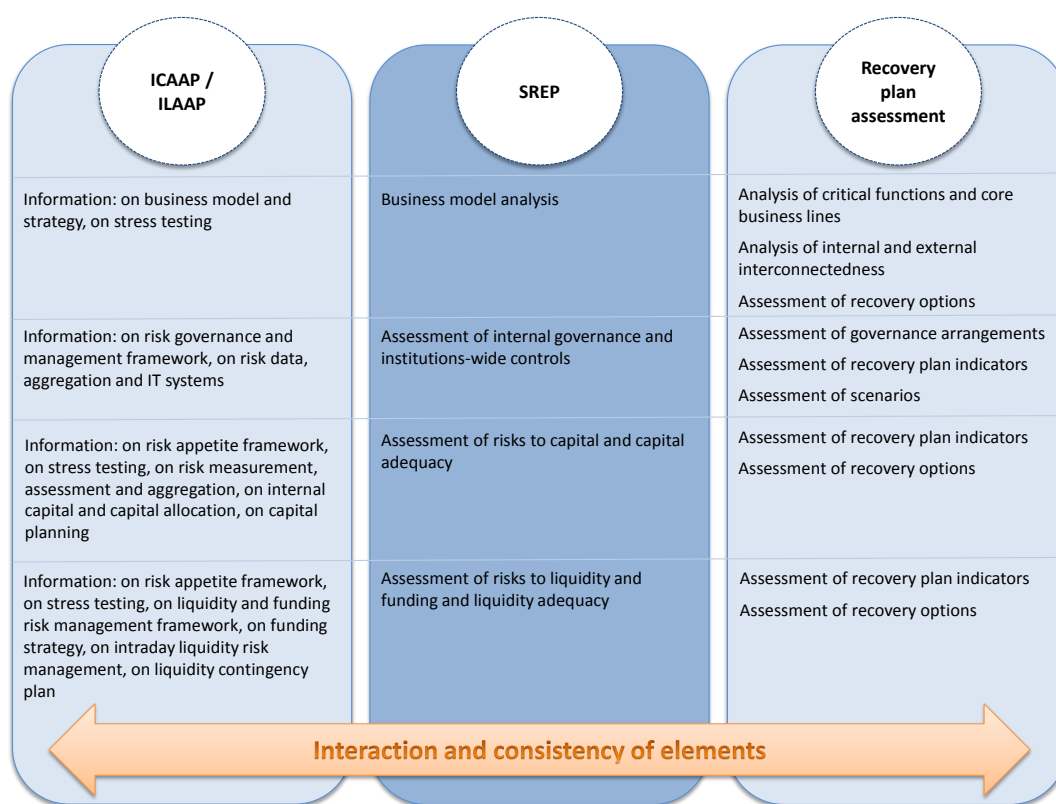 ICAAP /
ILAAP
SREP
Recovery
plan
assessment
Information: on business model and
strategy, on stress testing
Business model analysis
Analysis of critical functions and core
business lines
Analysis of internal and external
interconnectedness
Assessment of recovery options
Information: on risk governance and
management framework, on risk data,
aggregation and IT systems
Assessment of internal governance and
institutions-wide controls
Assessment of governance arrangements
Assessment of recovery plan indicators
Assessment of scenarios
Information: on risk appetite framework,
on stress testing, on risk measurement,
assessment and aggregation, on internal
capital and capital allocation, on capital
planning
Assessment of risks to capital and capital
adequacy
Assessment of recovery plan indicators
Assessment of recovery options
Information: on risk appetite framework,
on stress testing, on liquidity and funding
risk management framework, on funding
strategy, on intraday liquidity risk
management, on liquidity contingency
plan
Assessment of risks to liquidity and
funding and liquidity adequacy
Assessment of recovery plan indicators
Assessment of recovery options
Interaction and consistency of elements